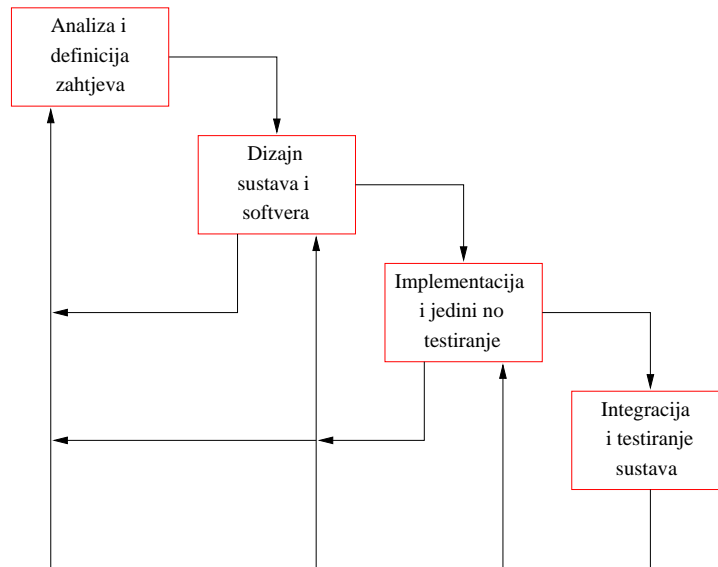 Analiza i
definicija
zahtjeva
Dizajn
sustava i
softvera
Implementacija
i jedini no
testiranje
Integracija
i testiranje
sustava